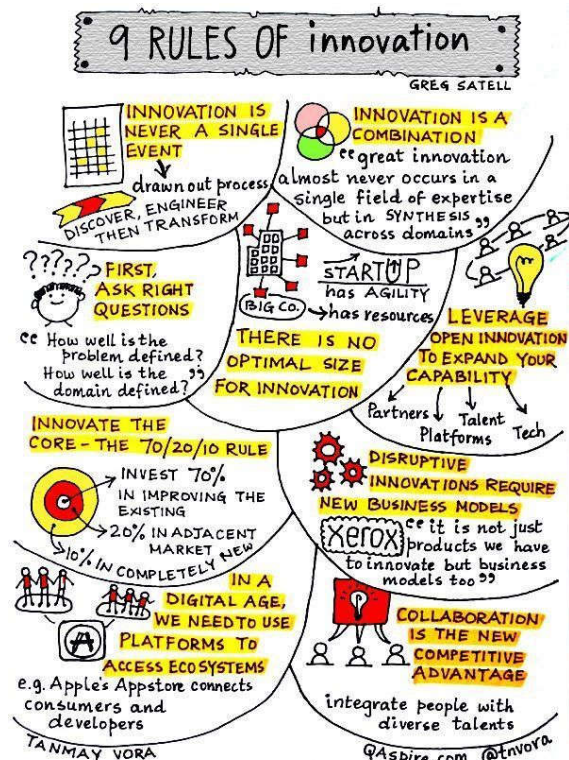 9 RULES OF innovation
GREG SATELL
INNOVATION IS
NEVER A SINGLE
EVENT
drawn out process
DISCOVER, ENGINEER
THEN TRANSFORM
INNOVATION IS A
COMBINATION
"great innovation
almost never occurs in a
single field of expertise
but in SYNTHESIS
across domains"
????? FIRST,
ASK RIGHT
QUESTIONS
"How well is the
problem defined?
How well is the
domain defined?"
BIG CO.
STARTUP
has AGILITY
has resources
THERE IS NO
OPTIMAL SIZE
FOR INNOVATION
LEVERAGE
OPEN INNOVATION
TO EXPAND YOUR
CAPABILITY
Partners
Platforms
Talent
Tech
INNOVATE THE
CORE - THE 70/20/10 RULE
INVEST 70%
IN IMPROVING THE
EXISTING
20% IN ADJACENT
MARKET
10% IN COMPLETELY NEW
DISRUPTIVE
INNOVATIONS REQUIRE
NEW BUSINESS MODELS
xerox
"it is not just
products we have
to innovate but business
models too"
IN A
DIGITAL AGE,
WE NEED TO USE
PLATFORMS TO
ACCESS ECOSYSTEMS
e.g. Apple's Appstore connects
consumers and
developers
COLLABORATION
IS THE NEW
COMPETITIVE
ADVANTAGE
integrate people with
diverse talents
TANMAY VORA
QAspire.com @tnvora